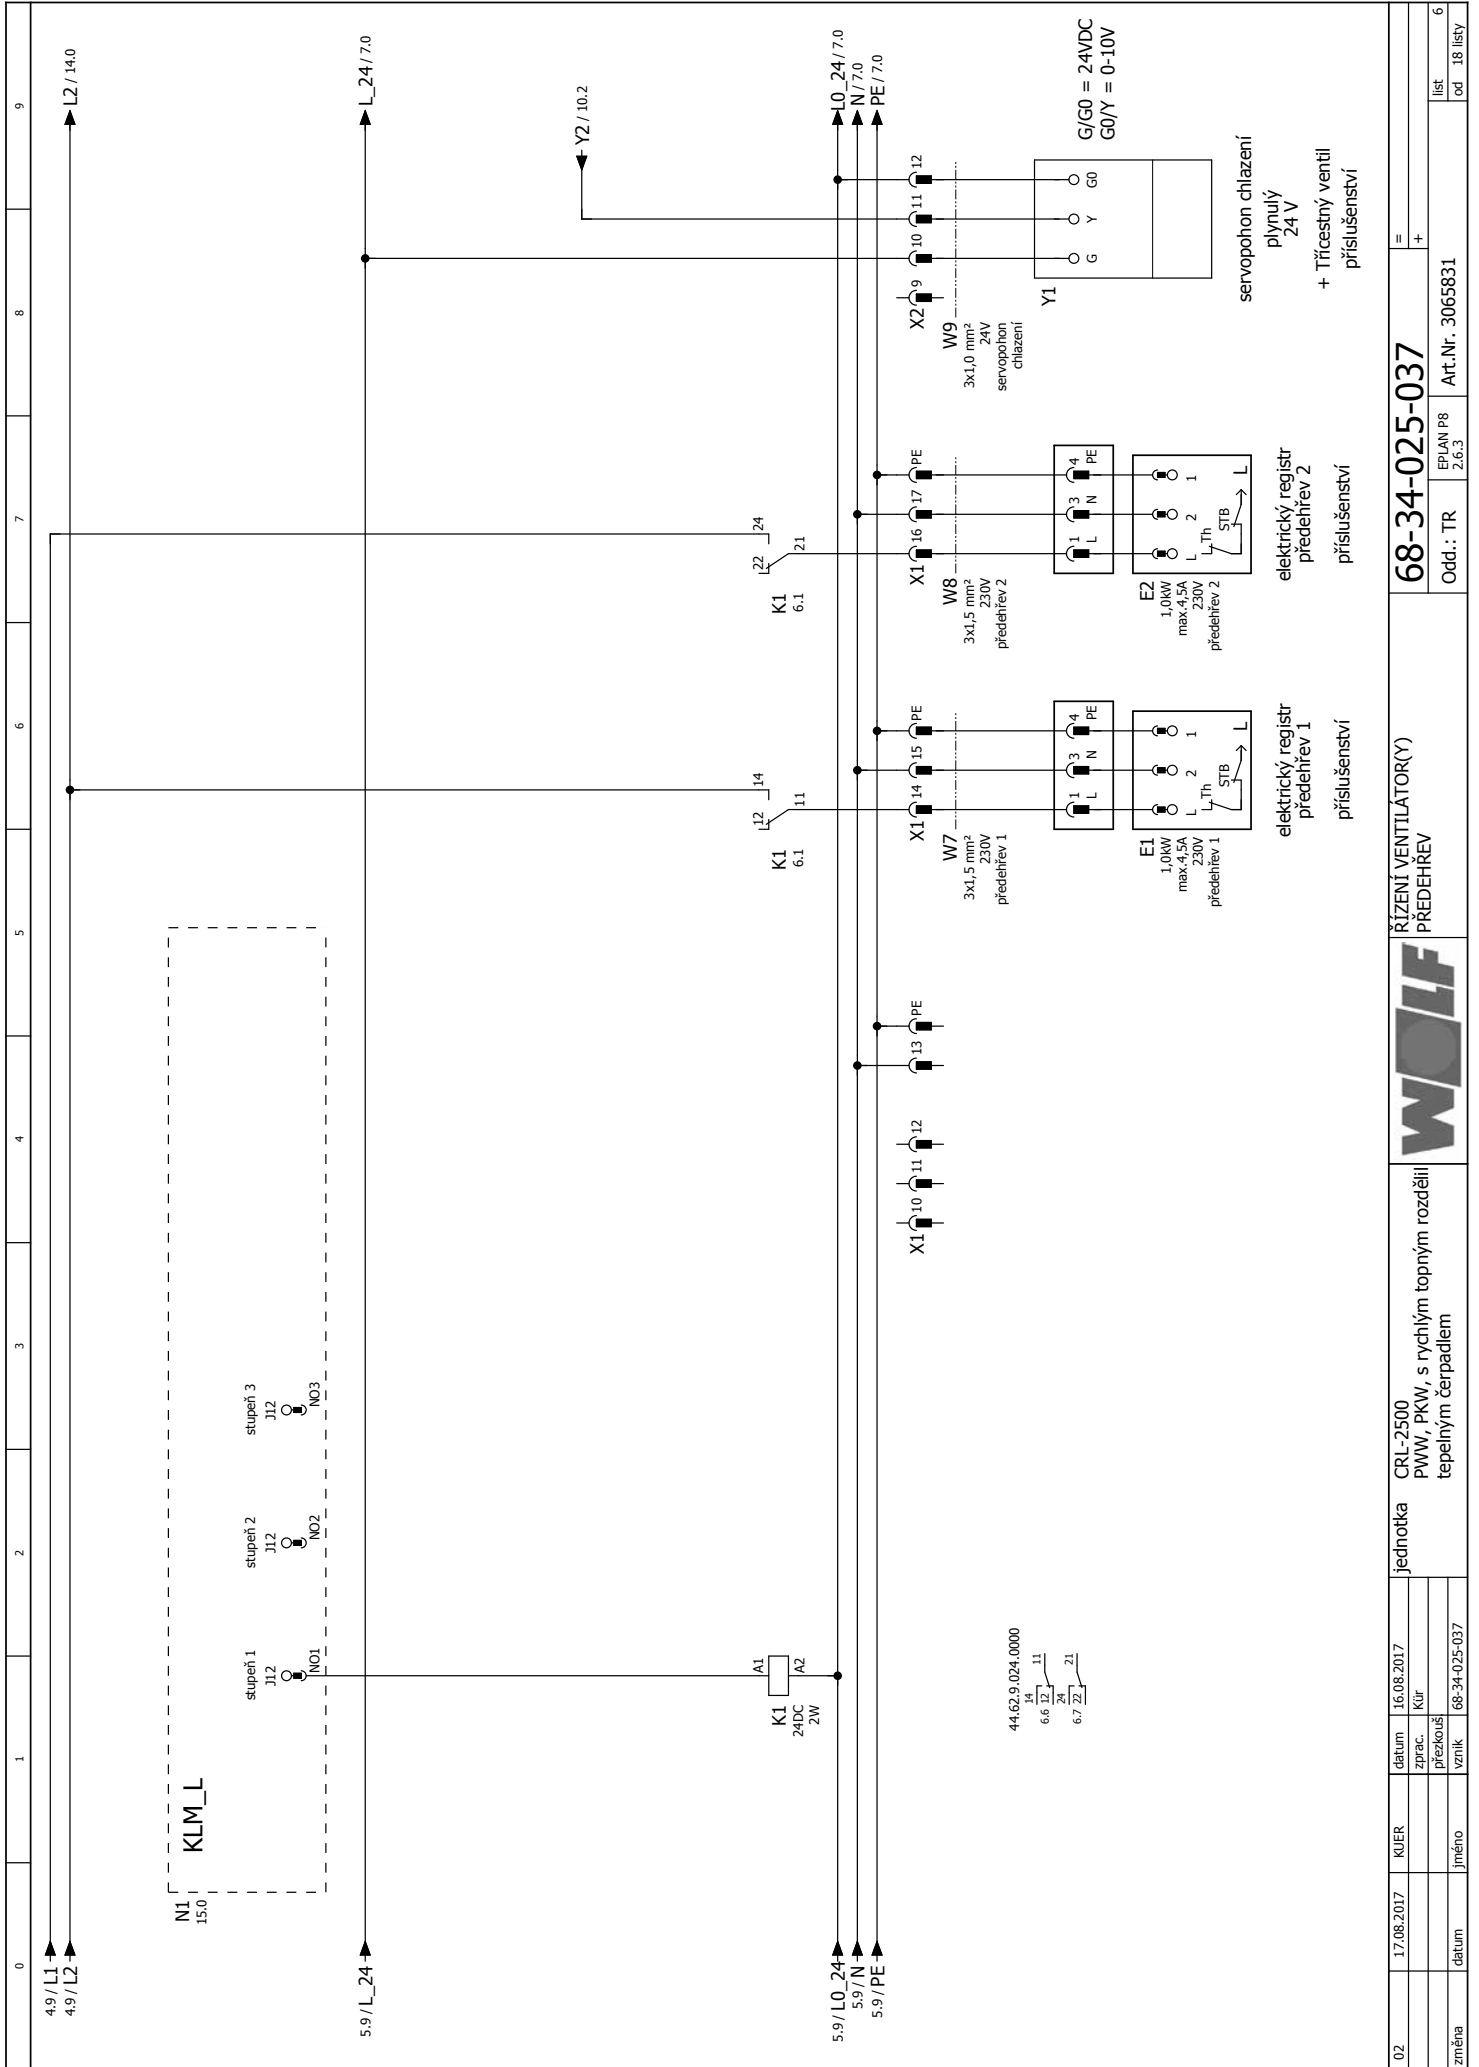 0 1 2 3 4 5 6 7 8 9
4.9 / L1
4.9 / L2
L2 / 14.0
N1
15.0
KLM_L
stupeň 1
J12
NO1
stupeň 2
J12
NO2
stupeň 3
J12
NO3
5.9 / L_24
L_24 / 7.0
Y2 / 10.2
K1
24DC
2W
A1
A2
K1
6.1
12
14
11
K1
6.1
22
24
21
5.9 / L0_24
5.9 / N
5.9 / PE
L0_24 / 7.0
N / 7.0
PE / 7.0
X1 10 11 12 13 PE
X1 14 15 PE
X1 16 17 PE
X2 9 10 11 12
W7
3x1,5 mm²
230V
předehřev 1
1 3 4
L N PE
W8
3x1,5 mm²
230V
předehřev 2
1 3 4
L N PE
W9
3x1,0 mm²
24V
servopohon
chlazení
E1
1,0kW
max.4,5A
230V
předehřev 1
L 2 1
Th
STB
L
elektrický registr
předehřev 1
příslušenství
E2
1,0kW
max.4,5A
230V
předehřev 2
L 2 1
Th
STB
L
elektrický registr
předehřev 2
příslušenství
Y1
G Y G0
G/G0 = 24VDC
G0/Y = 0-10V
servopohon chlazení
plynulý
24 V
+ Třícestný ventil
příslušenství
44.62.9.024.0000
14
6.6 12 11
24
6.7 22 21
02 17.08.2017 KUER
změna datum jméno
datum 16.08.2017
zprac. Kür
přezkouš.
vznik 68-34-025-037
jednotka CRL-2500
PWW, PKW, s rychlým topným rozdělil
tepelným čerpadlem
WOLF
ŘÍZENÍ VENTILÁTOR(Y)
PŘEDEHŘEV
68-34-025-037
=
+
Odd.: TR
EPLAN P8
2.6.3
Art.Nr. 3065831
list 6
od 18 listy